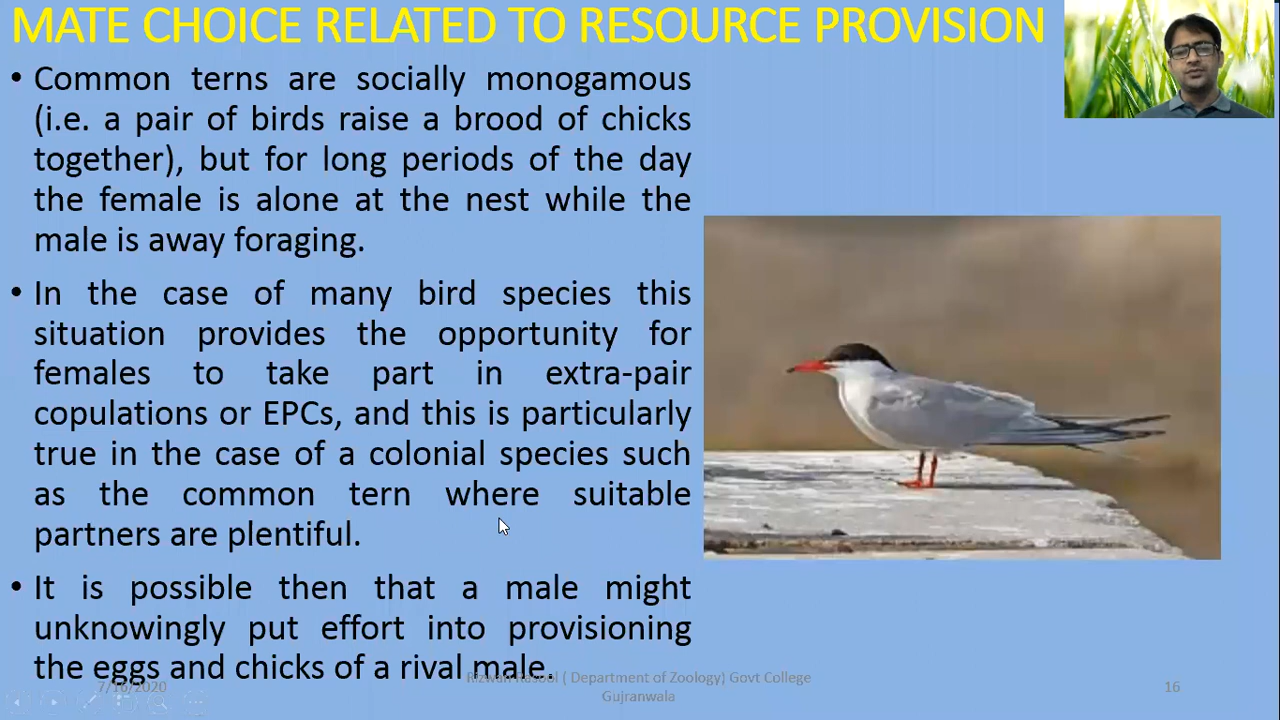 MATE CHOICE RELATED TO RESOURCE PROVISION
• Common terns are socially monogamous
(i.e. a pair of birds raise a brood of chicks
together), but for long periods of the day
the female is alone at the nest while the
male is away foraging.
• In the case of many bird species this
situation provides the opportunity for
females to take part in extra-pair
copulations or EPCs, and this is particularly
true in the case of a colonial species such
as the common tern where suitable
partners are plentiful.
• It is possible then that a male might
unknowingly put effort into provisioning
the eggs and chicks of a rival male.
7/16/2020
Rizwan Rasool ( Department of Zoology) Govt College
Gujranwala
16